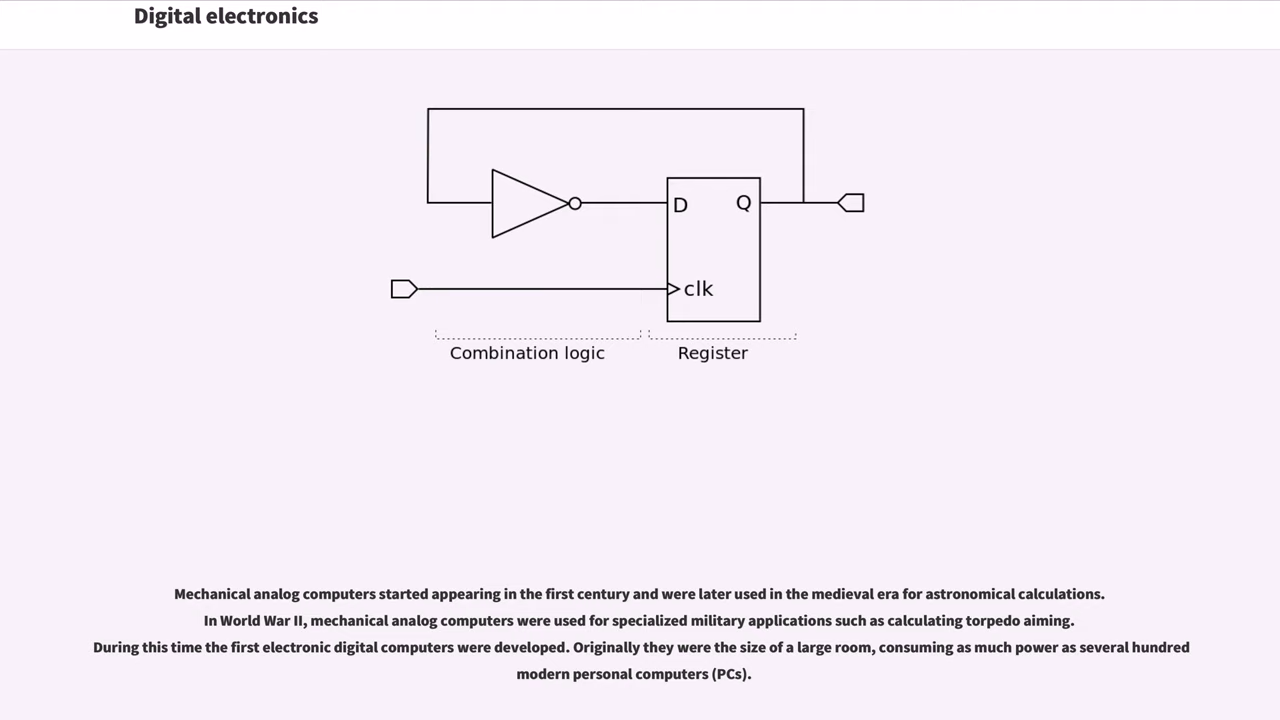 Digital electronics
D
Q
clk
Combination logic
Register
Mechanical analog computers started appearing in the first century and were later used in the medieval era for astronomical calculations.
In World War II, mechanical analog computers were used for specialized military applications such as calculating torpedo aiming.
During this time the first electronic digital computers were developed. Originally they were the size of a large room, consuming as much power as several hundred
modern personal computers (PCs).